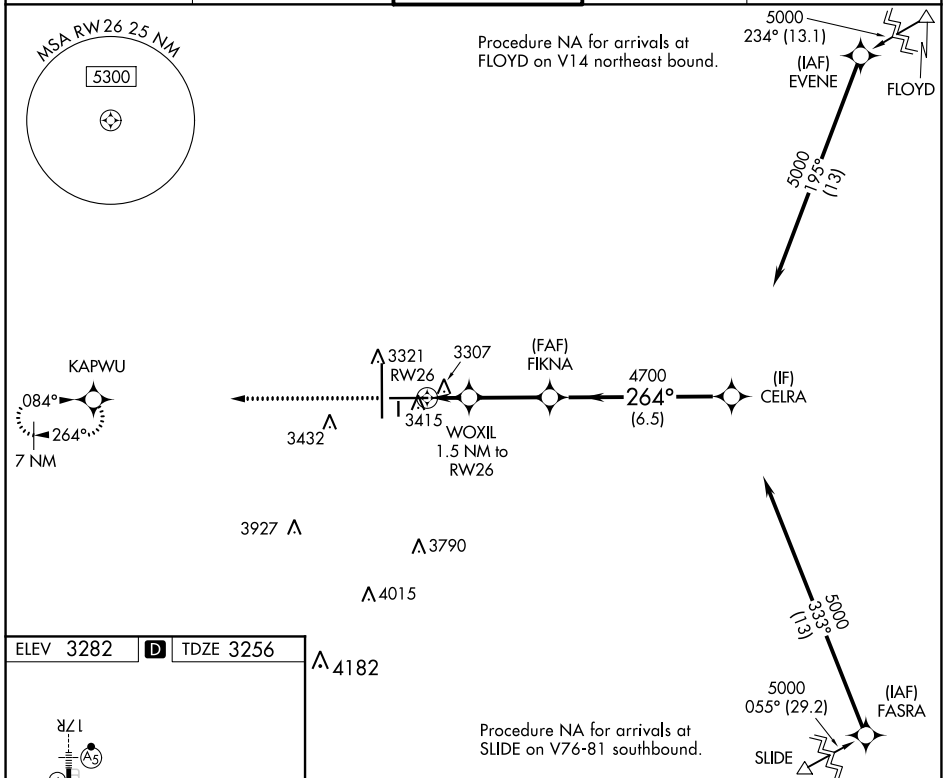 MSA RW 26 25 NM
5300
Procedure NA for arrivals at
FLOYD on V14 northeast bound.
5000
234° (13.1)
(IAF)
EVENE
FLOYD
5000
195°
(13)
KAPWU
084°
264°
7 NM
3321
RW26
3307
3415
3432
WOXIL
1.5 NM to
RW26
(FAF)
FIKNA
4700
264°
(6.5)
(IF)
CELRA
3927
3790
4015
4182
5000
333°
(13)
5000
055° (29.2)
(IAF)
FASRA
SLIDE
Procedure NA for arrivals at
SLIDE on V76-81 southbound.
ELEV 3282
D
TDZE 3256
17R
A5